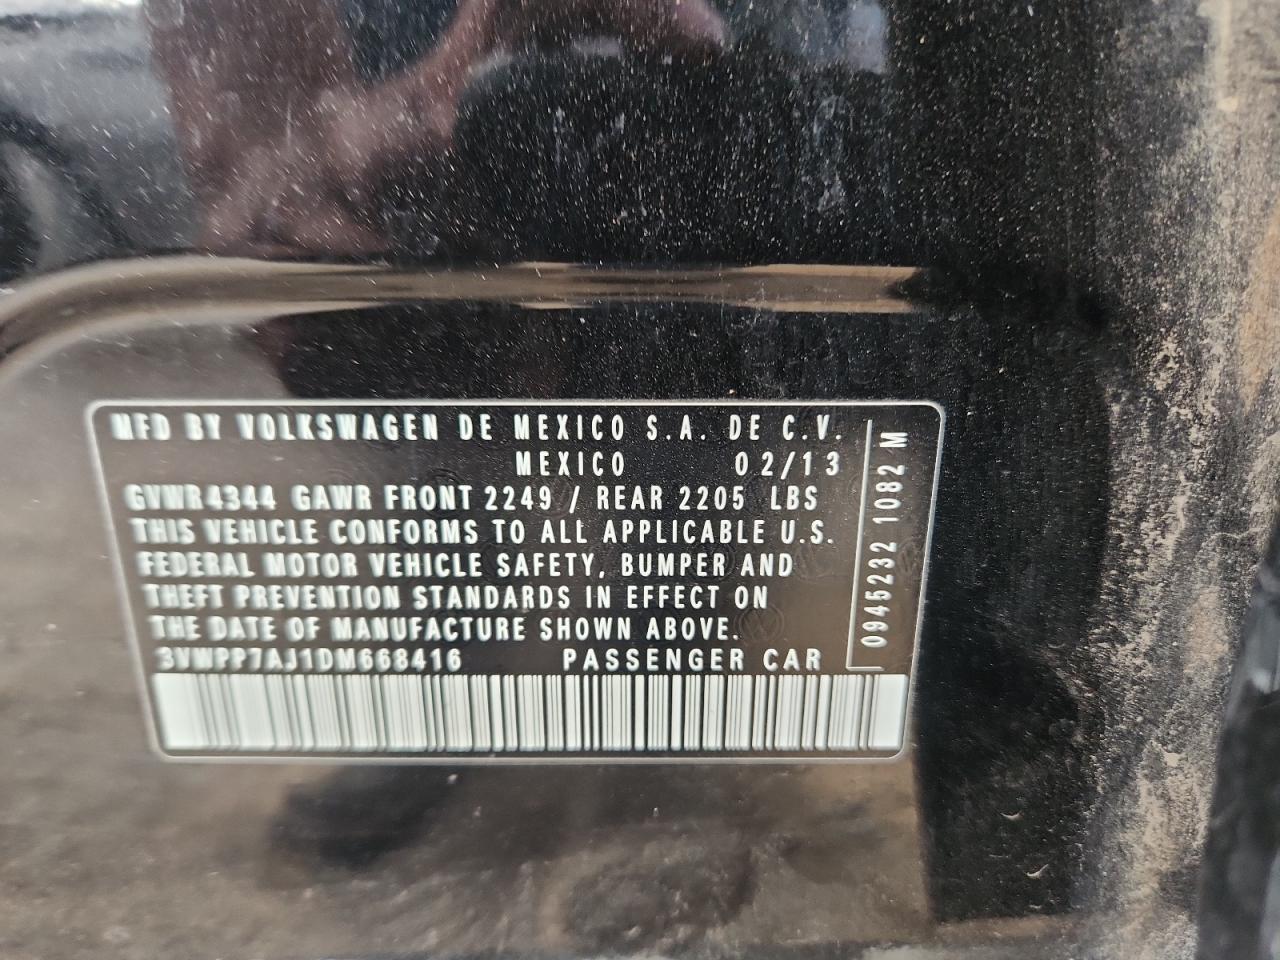 MFD BY VOLKSWAGEN DE MEXICO S.A. DE C.V.
MEXICO 02/13
GVWR4344 GAWR FRONT 2249 / REAR 2205 LBS
THIS VEHICLE CONFORMS TO ALL APPLICABLE U.S.
FEDERAL MOTOR VEHICLE SAFETY, BUMPER AND
THEFT PREVENTION STANDARDS IN EFFECT ON
THE DATE OF MANUFACTURE SHOWN ABOVE.
3VWPP7AJ1DM668416 PASSENGER CAR
0945232 1082 M